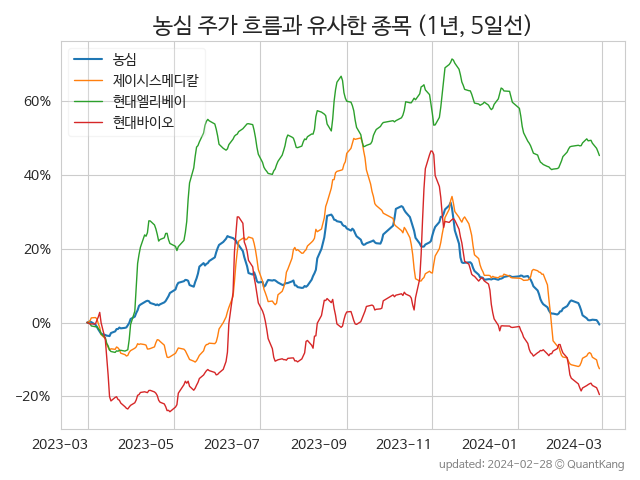 농심 주가 흐름과 유사한 종목 (1년, 5일선)
농심
제이시스메디칼
현대엘리베이
현대바이오
60%
40%
20%
0%
−20%
2023-03
2023-05
2023-07
2023-09
2023-11
2024-01
2024-03
updated: 2024-02-28 © QuantKang